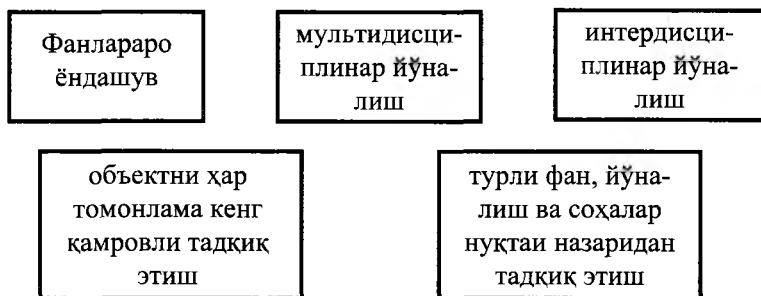 Фанлараро
ёндашув
мультидисци-
плинар йўна-
лиш
интердисци-
плинар йўна-
лиш
объектни ҳар
томонлама кенг
қамровли тадқиқ
этиш
турли фан, йўна-
лиш ва соҳалар
нуқтаи назаридан
тадқиқ этиш